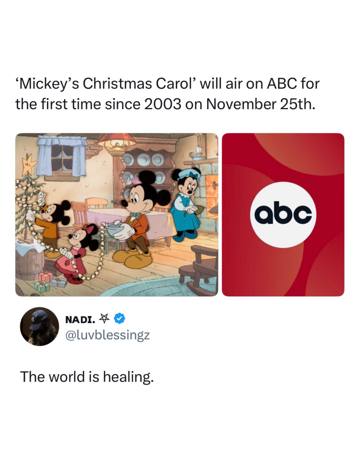 ‘Mickey’s Christmas Carol’ will air on ABC for
the first time since 2003 on November 25th.
abc
NADI.
@luvblessingz
The world is healing.